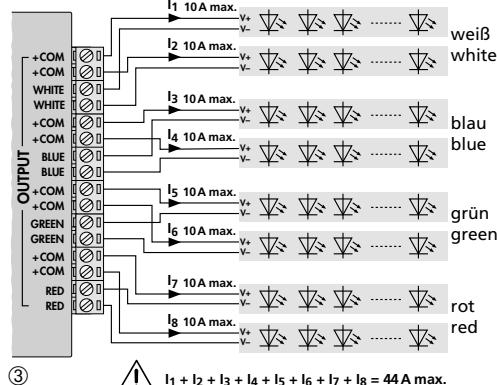 I1 10 A max.
V+
V–
weiß
white
I2 10 A max.
V+
V–
I3 10 A max.
V+
V–
blau
blue
I4 10 A max.
V+
V–
I5 10 A max.
V+
V–
grün
green
I6 10 A max.
V+
V–
I7 10 A max.
V+
V–
rot
red
I8 10 A max.
V+
V–
OUTPUT
+COM
+COM
WHITE
WHITE
+COM
+COM
BLUE
BLUE
+COM
+COM
GREEN
GREEN
+COM
+COM
RED
RED
③
I1 + I2 + I3 + I4 + I5 + I6 + I7 + I8 = 44 A max.